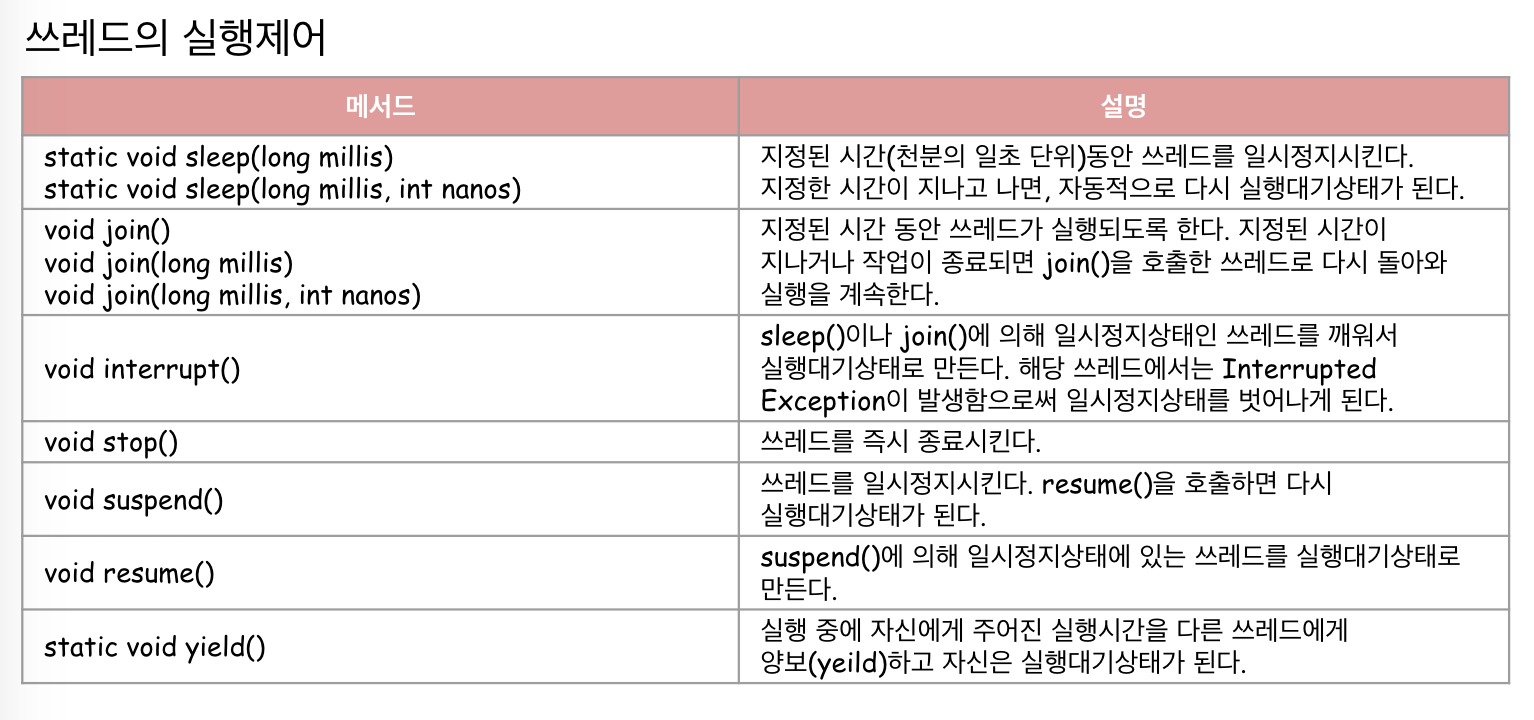 쓰레드의 실행제어
메서드
설명
static void sleep(long millis)
static void sleep(long millis, int nanos)
지정된 시간(천분의 일초 단위)동안 쓰레드를 일시정지시킨다.
지정한 시간이 지나고 나면, 자동적으로 다시 실행대기상태가 된다.
void join()
void join(long millis)
void join(long millis, int nanos)
지정된 시간 동안 쓰레드가 실행되도록 한다. 지정된 시간이
지나거나 작업이 종료되면 join()을 호출한 쓰레드로 다시 돌아와
실행을 계속한다.
void interrupt()
sleep()이나 join()에 의해 일시정지상태인 쓰레드를 깨워서
실행대기상태로 만든다. 해당 쓰레드에서는 Interrupted
Exception이 발생함으로써 일시정지상태를 벗어나게 된다.
void stop()
쓰레드를 즉시 종료시킨다.
void suspend()
쓰레드를 일시정지시킨다. resume()을 호출하면 다시
실행대기상태가 된다.
void resume()
suspend()에 의해 일시정지상태에 있는 쓰레드를 실행대기상태로
만든다.
static void yield()
실행 중에 자신에게 주어진 실행시간을 다른 쓰레드에게
양보(yeild)하고 자신은 실행대기상태가 된다.